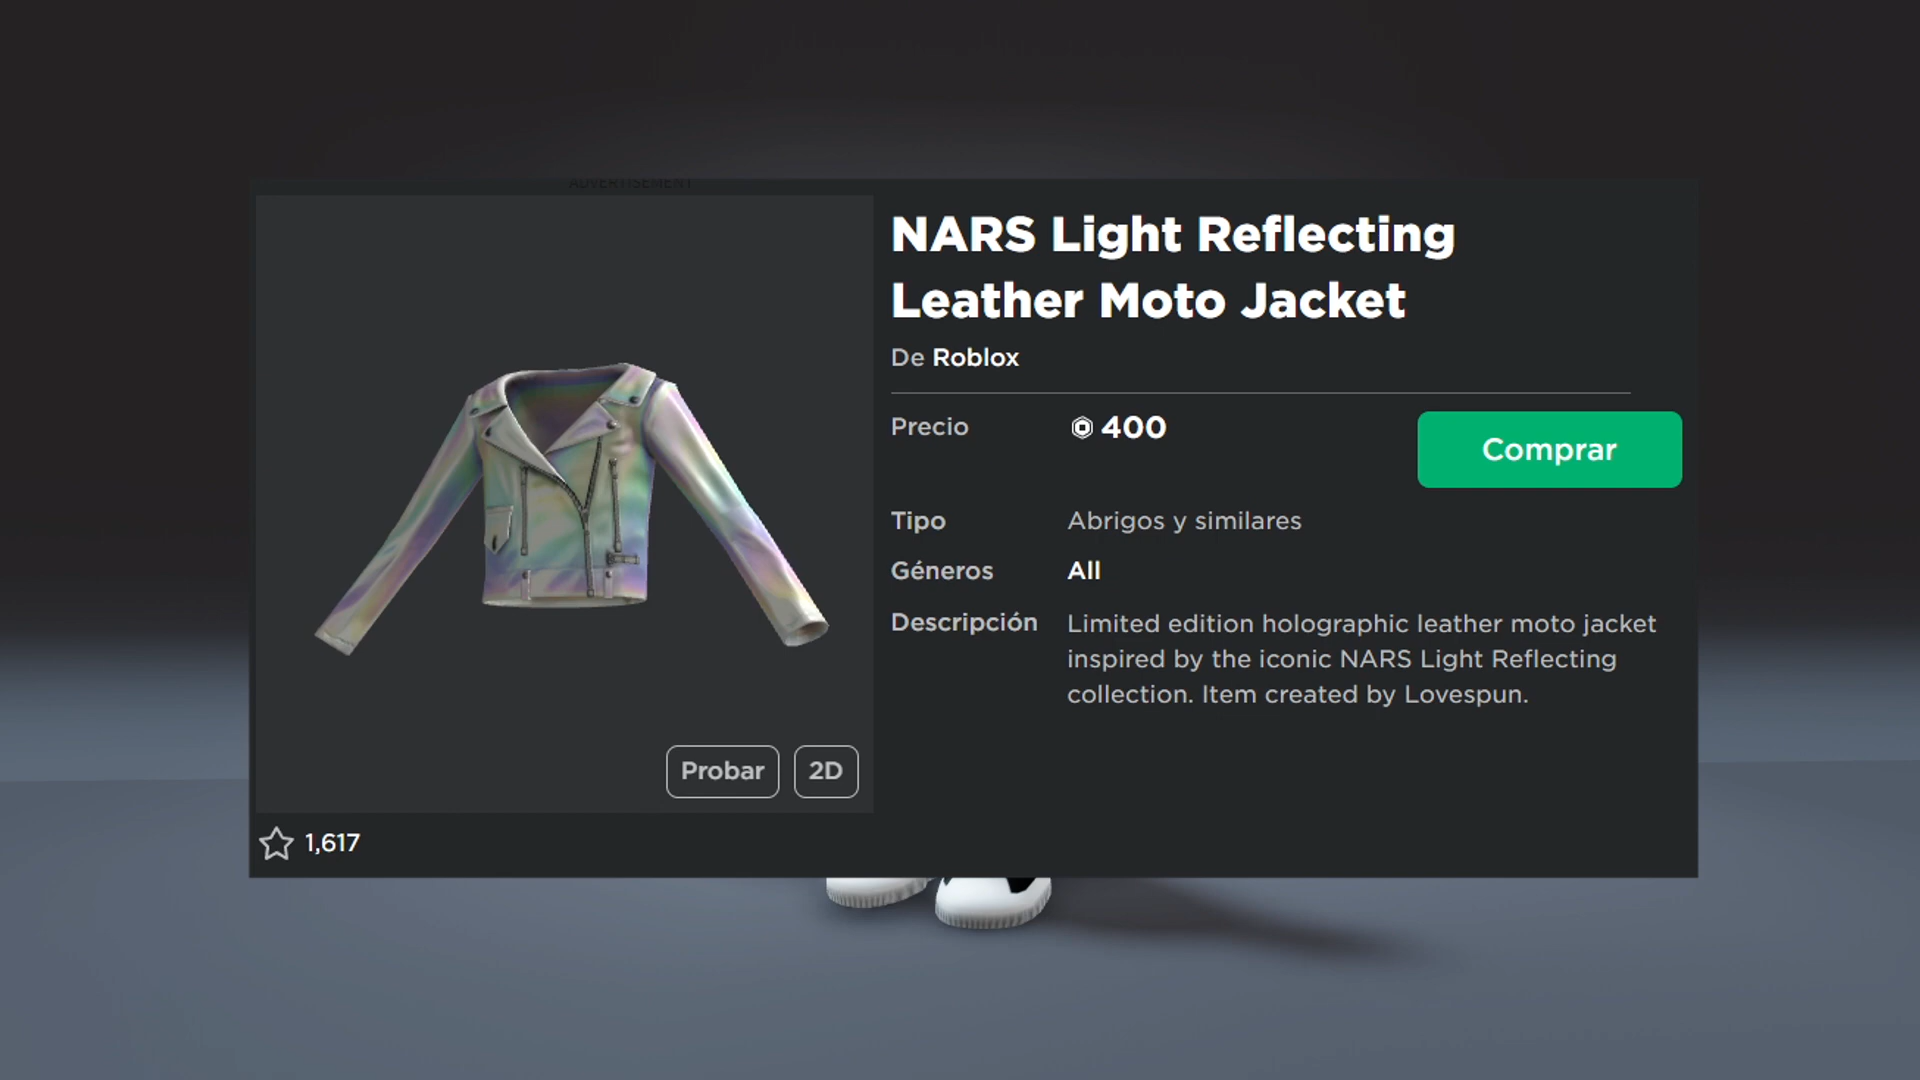 ADVERTISEMENT
NARS Light Reflecting
Leather Moto Jacket
De Roblox
Precio 400
Comprar
Tipo Abrigos y similares
Géneros All
Descripción Limited edition holographic leather moto jacket
inspired by the iconic NARS Light Reflecting
collection. Item created by Lovespun.
Probar 2D
1,617